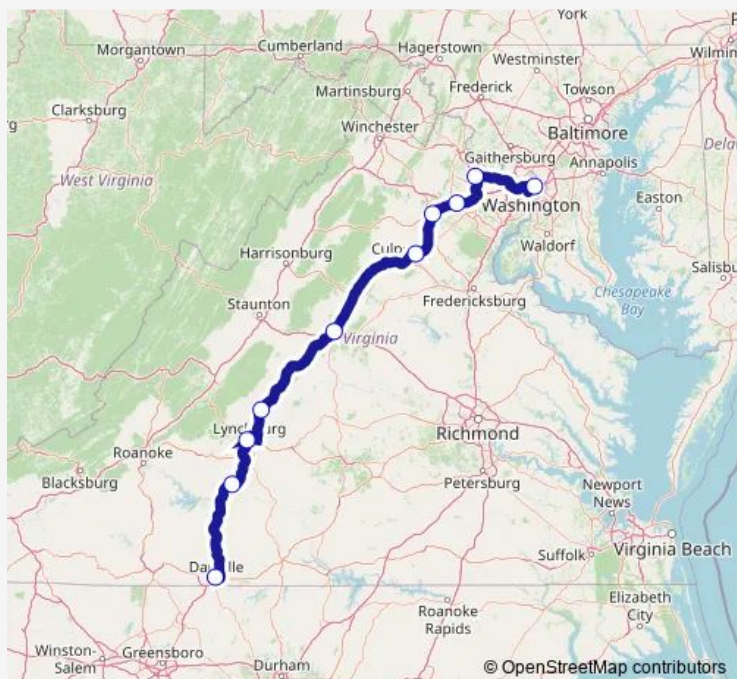 York
Cumberland
Hagerstown
Morgantown
Wilmin
Westminster
Martinsburg
Frederick
Towson
Clarksburg
Winchester
Baltimore
Gaithersburg
Annapolis
West Virginia
Washington
Easton
Waldorf
Harrisonburg
Salisbu
Fredericksburg
Chesapeake
Bay
Staunton
Virginia
Richmond
Roanoke
Petersburg
Blacksburg
Newport
News
Virginia Beach
Suffolk
Elizabeth
City
Roanoke
Rapids
Winston-
Salem
Greensboro
Durham
© OpenStreetMap contributors